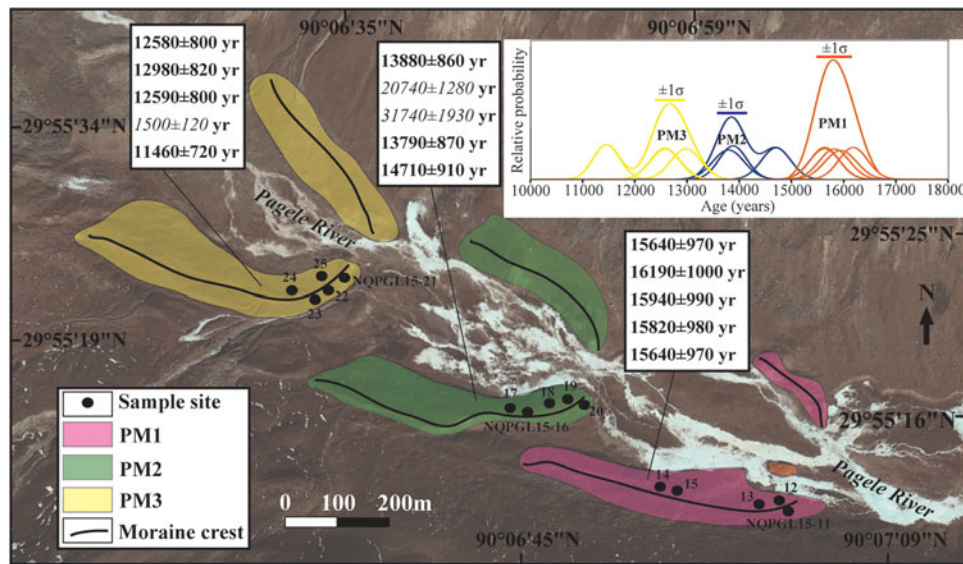 90°06'35"N
90°06'59"N
12580±800 yr
12980±820 yr
12590±800 yr
1500±120 yr
11460±720 yr
13880±860 yr
20740±1280 yr
31740±1930 yr
13790±870 yr
14710±910 yr
Relative probability
±1σ
±1σ
±1σ
PM3
PM2
PM1
10000 11000 12000 13000 14000 15000 16000 17000 18000
Age (years)
29°55'34"N
29°55'25"N
Pagele River
15640±970 yr
16190±1000 yr
15940±990 yr
15820±980 yr
15640±970 yr
N
24
25
NQPGL15-21
22
23
29°55'19"N
17
18
19
20
NQPGL15-16
29°55'16"N
Sample site
PM1
PM2
PM3
Moraine crest
0 100 200m
14
15
13
12
NQPGL15-11
Pagele River
90°06'45"N
90°07'09"N